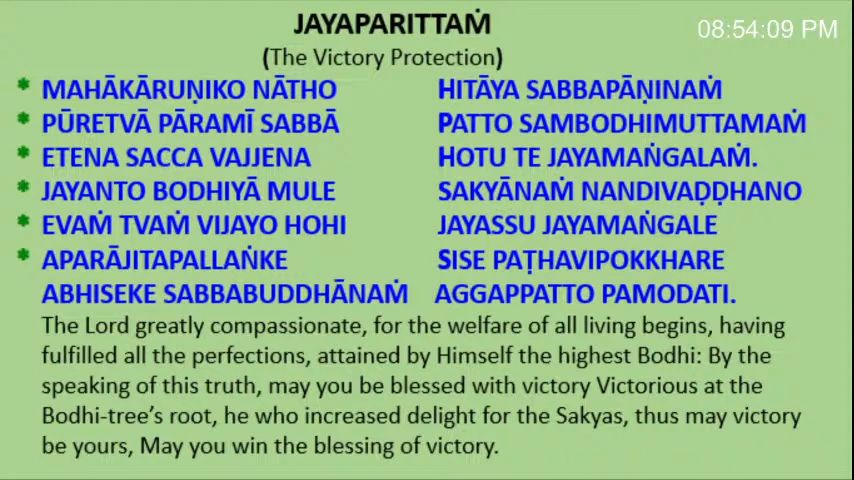 JAYAPARITTAṀ
08:54:09 PM
(The Victory Protection)
* MAHĀKĀRUṆIKO NĀTHO HITĀYA SABBAPĀṆINAṀ
* PŪRETVĀ PĀRAMĪ SABBĀ PATTO SAMBODHIMUTTAMAṀ
* ETENA SACCA VAJJENA HOTU TE JAYAMAṄGALAṀ.
* JAYANTO BODHIYĀ MULE SAKYĀNAṀ NANDIVAḌḌHANO
* EVAṀ TVAṀ VIJAYO HOHI JAYASSU JAYAMAṄGALE
* APARĀJITAPALLAṄKE SISE PAṬHAVIPOKKHARE
ABHISEKE SABBABUDDHĀNAṀ AGGAPPATTO PAMODATI.
The Lord greatly compassionate, for the welfare of all living begins, having
fulfilled all the perfections, attained by Himself the highest Bodhi: By the
speaking of this truth, may you be blessed with victory Victorious at the
Bodhi-tree's root, he who increased delight for the Sakyas, thus may victory
be yours, May you win the blessing of victory.